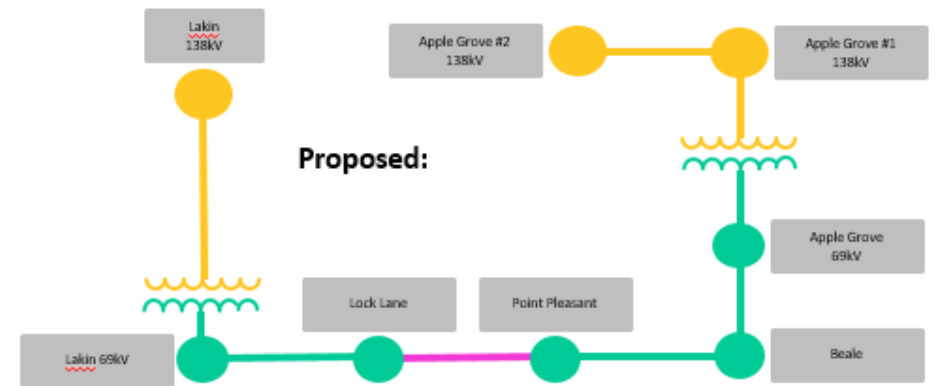 Lakin
138kV
Apple Grove #2
138kV
Apple Grove #1
138kV
Proposed:
Apple Grove
69kV
Lock Lane
Point Pleasant
Lakin 69kV
Beale